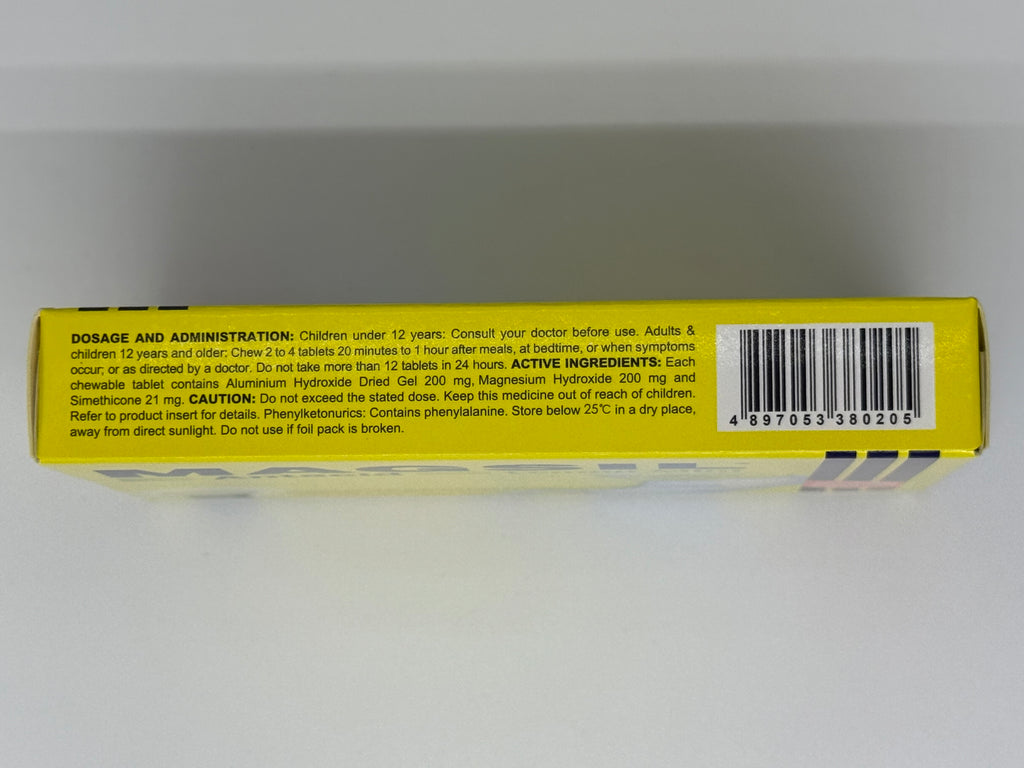 DOSAGE AND ADMINISTRATION: Children under 12 years: Consult your doctor before use. Adults &
children 12 years and older: Chew 2 to 4 tablets 20 minutes to 1 hour after meals, at bedtime, or when symptoms
occur; or as directed by a doctor. Do not take more than 12 tablets in 24 hours. ACTIVE INGREDIENTS: Each
chewable tablet contains Aluminium Hydroxide Dried Gel 200 mg, Magnesium Hydroxide 200 mg and
Simethicone 21 mg. CAUTION: Do not exceed the stated dose. Keep this medicine out of reach of children.
Refer to product insert for details. Phenylketonurics: Contains phenylalanine. Store below 25℃ in a dry place,
away from direct sunlight. Do not use if foil pack is broken.
4 897053 380205